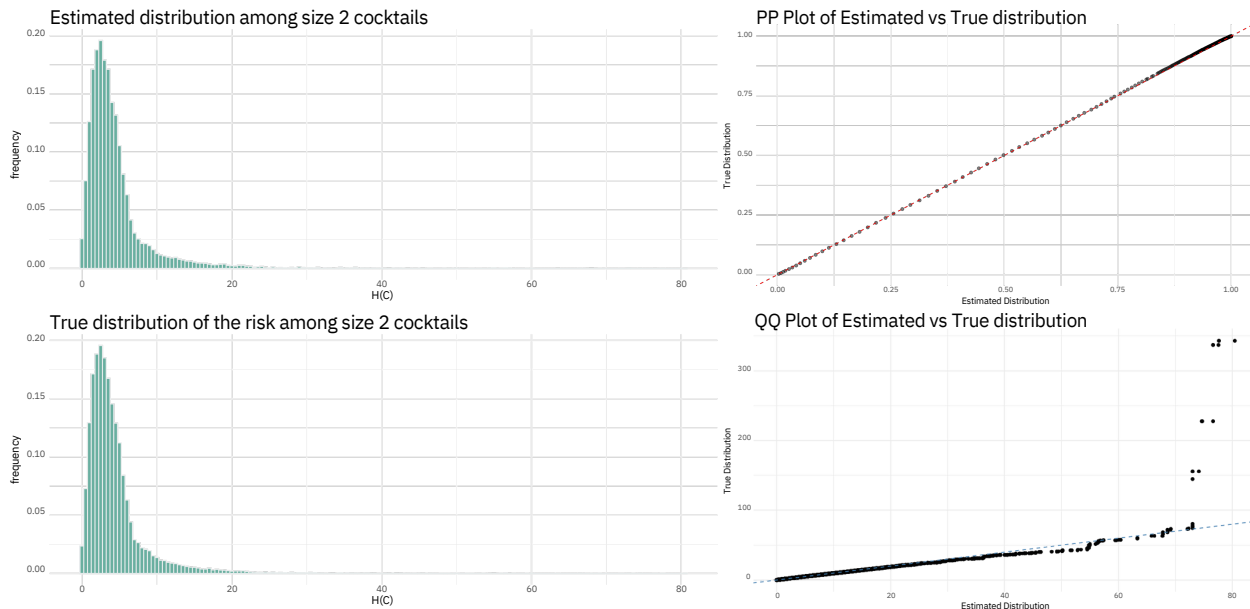 Estimated distribution among size 2 cocktails
0.20
0.15
0.10
0.05
0.00
frequency
0 20 40 60 80
H(C)
PP Plot of Estimated vs True distribution
1.00
0.75
0.50
0.25
0.00
True Distribution
0.00 0.25 0.50 0.75 1.00
Estimated Distribution
True distribution of the risk among size 2 cocktails
0.20
0.15
0.10
0.05
0.00
frequency
0 20 40 60 80
H(C)
QQ Plot of Estimated vs True distribution
300
200
100
0
True Distribution
0 20 40 60 80
Estimated Distribution